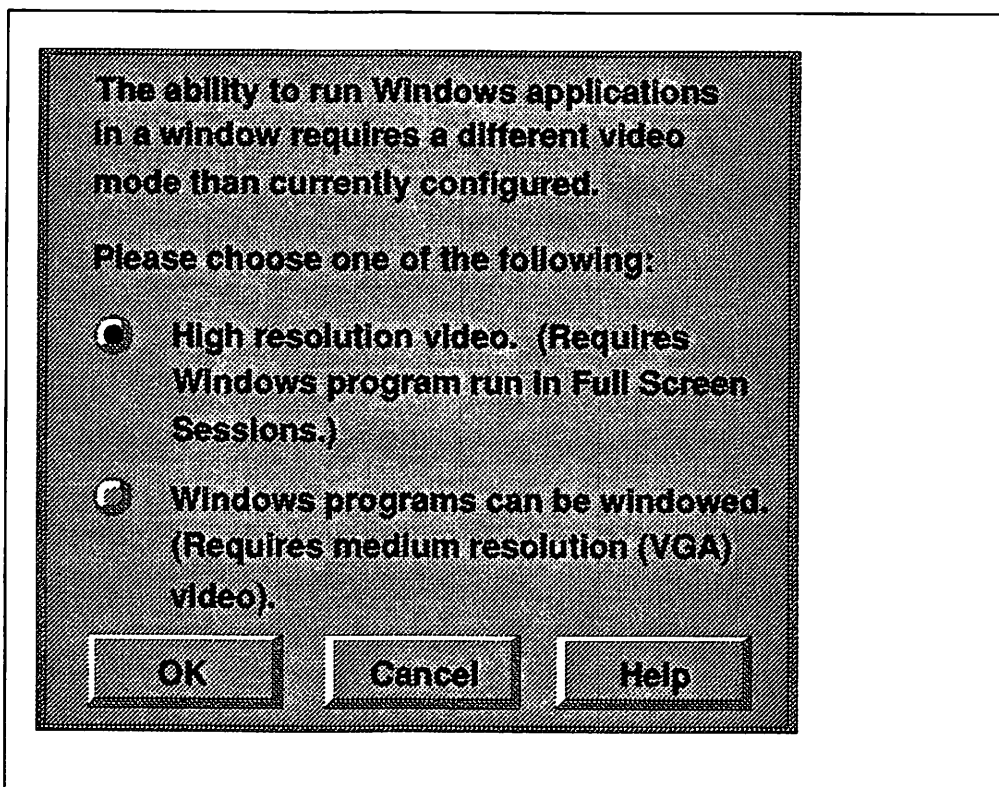 The ability to run Windows applications
in a window requires a different video
mode than currently configured.
Please choose one of the following:
High resolution video. (Requires
Windows program run in Full Screen
Sessions.)
Windows programs can be windowed.
(Requires medium resolution (VGA)
video).
OK Cancel Help